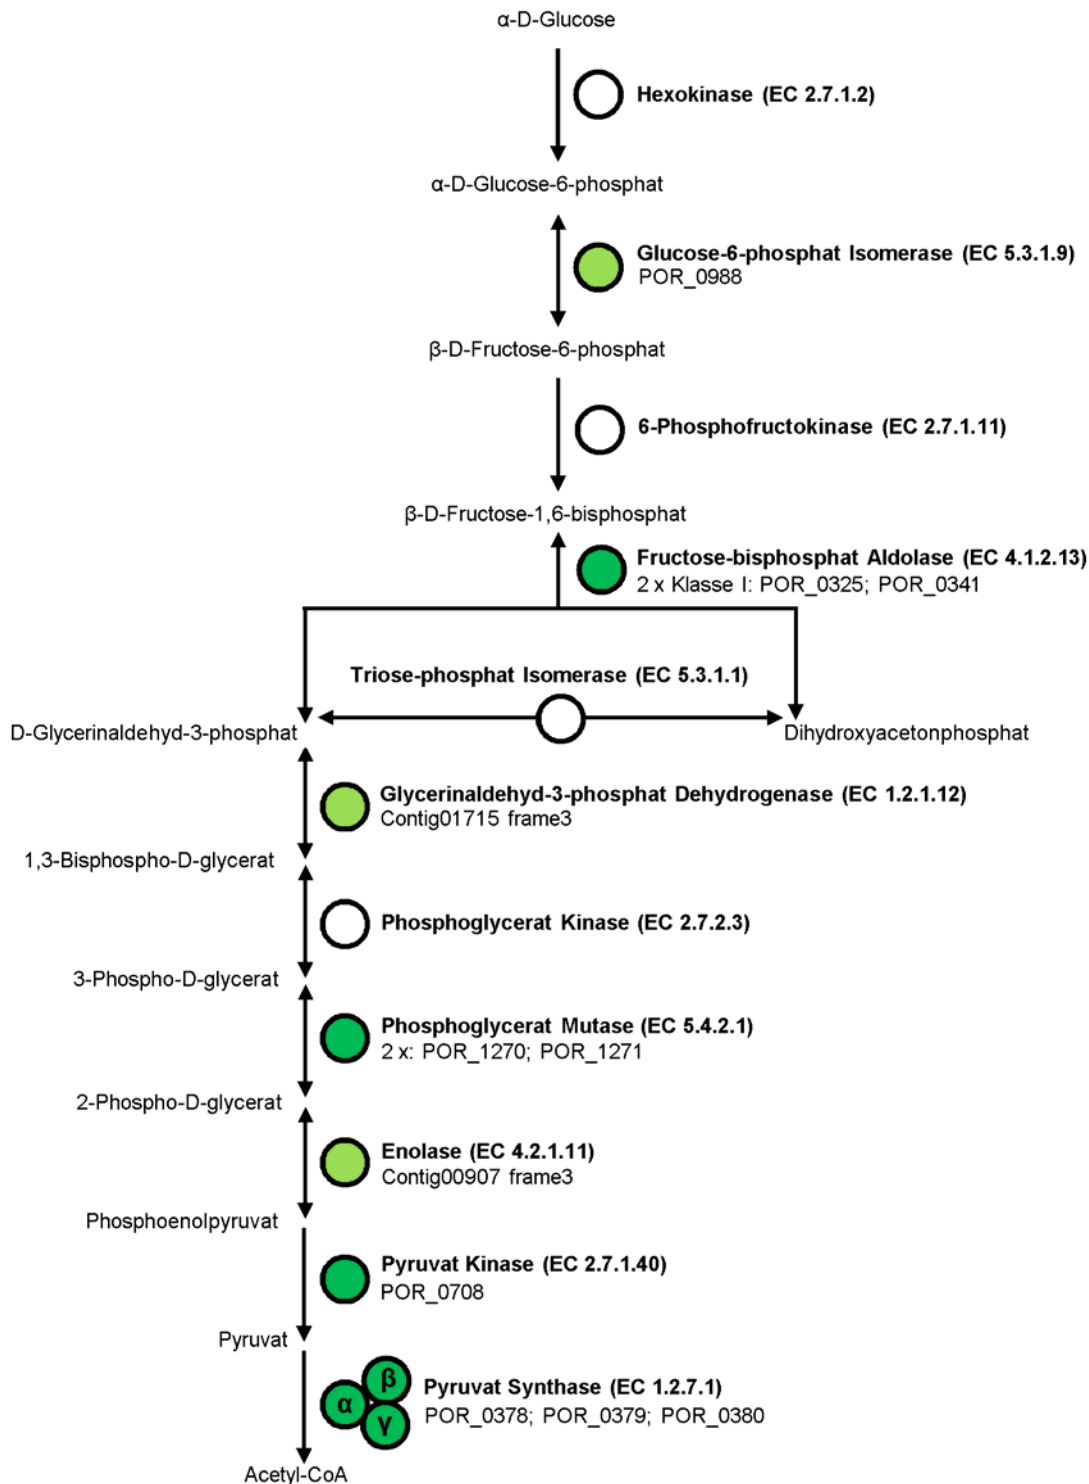 α-D-Glucose
Hexokinase (EC 2.7.1.2)
α-D-Glucose-6-phosphat
Glucose-6-phosphat Isomerase (EC 5.3.1.9)
POR_0988
β-D-Fructose-6-phosphat
6-Phosphofructokinase (EC 2.7.1.11)
β-D-Fructose-1,6-bisphosphat
Fructose-bisphosphat Aldolase (EC 4.1.2.13)
2 x Klasse I: POR_0325; POR_0341
Triose-phosphat Isomerase (EC 5.3.1.1)
D-Glycerinaldehyd-3-phosphat
Dihydroxyacetonphosphat
Glycerinaldehyd-3-phosphat Dehydrogenase (EC 1.2.1.12)
Contig01715 frame3
1,3-Bisphospho-D-glycerat
Phosphoglycerat Kinase (EC 2.7.2.3)
3-Phospho-D-glycerat
Phosphoglycerat Mutase (EC 5.4.2.1)
2 x: POR_1270; POR_1271
2-Phospho-D-glycerat
Enolase (EC 4.2.1.11)
Contig00907 frame3
Phosphoenolpyruvat
Pyruvat Kinase (EC 2.7.1.40)
POR_0708
Pyruvat
β
α
γ
Pyruvat Synthase (EC 1.2.7.1)
POR_0378; POR_0379; POR_0380
Acetyl-CoA